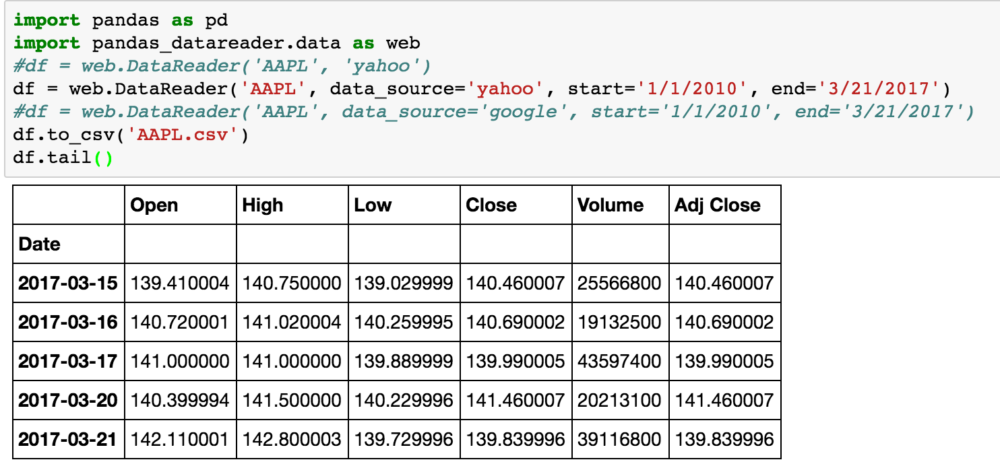 import pandas as pd
import pandas_datareader.data as web
#df = web.DataReader('AAPL', 'yahoo')
df = web.DataReader('AAPL', data_source='yahoo', start='1/1/2010', end='3/21/2017')
#df = web.DataReader('AAPL', data_source='google', start='1/1/2010', end='3/21/2017')
df.to_csv('AAPL.csv')
df.tail()
Open High Low Close Volume Adj Close
Date
2017-03-15 139.410004 140.750000 139.029999 140.460007 25566800 140.460007
2017-03-16 140.720001 141.020004 140.259995 140.690002 19132500 140.690002
2017-03-17 141.000000 141.000000 139.889999 139.990005 43597400 139.990005
2017-03-20 140.399994 141.500000 140.229996 141.460007 20213100 141.460007
2017-03-21 142.110001 142.800003 139.729996 139.839996 39116800 139.839996